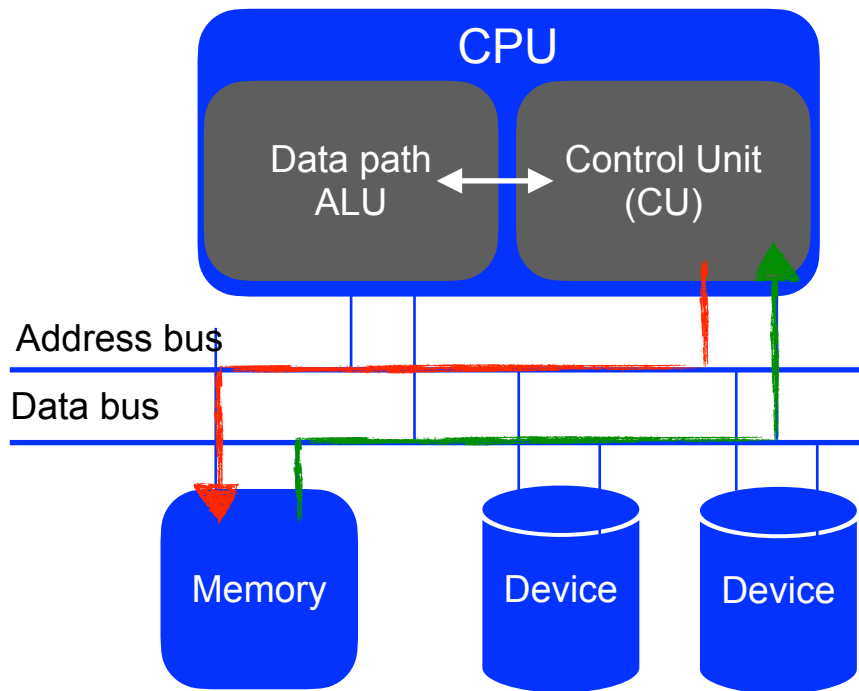 CPU
Data path
ALU
Control Unit
(CU)
Address bus
Data bus
Memory
Device
Device